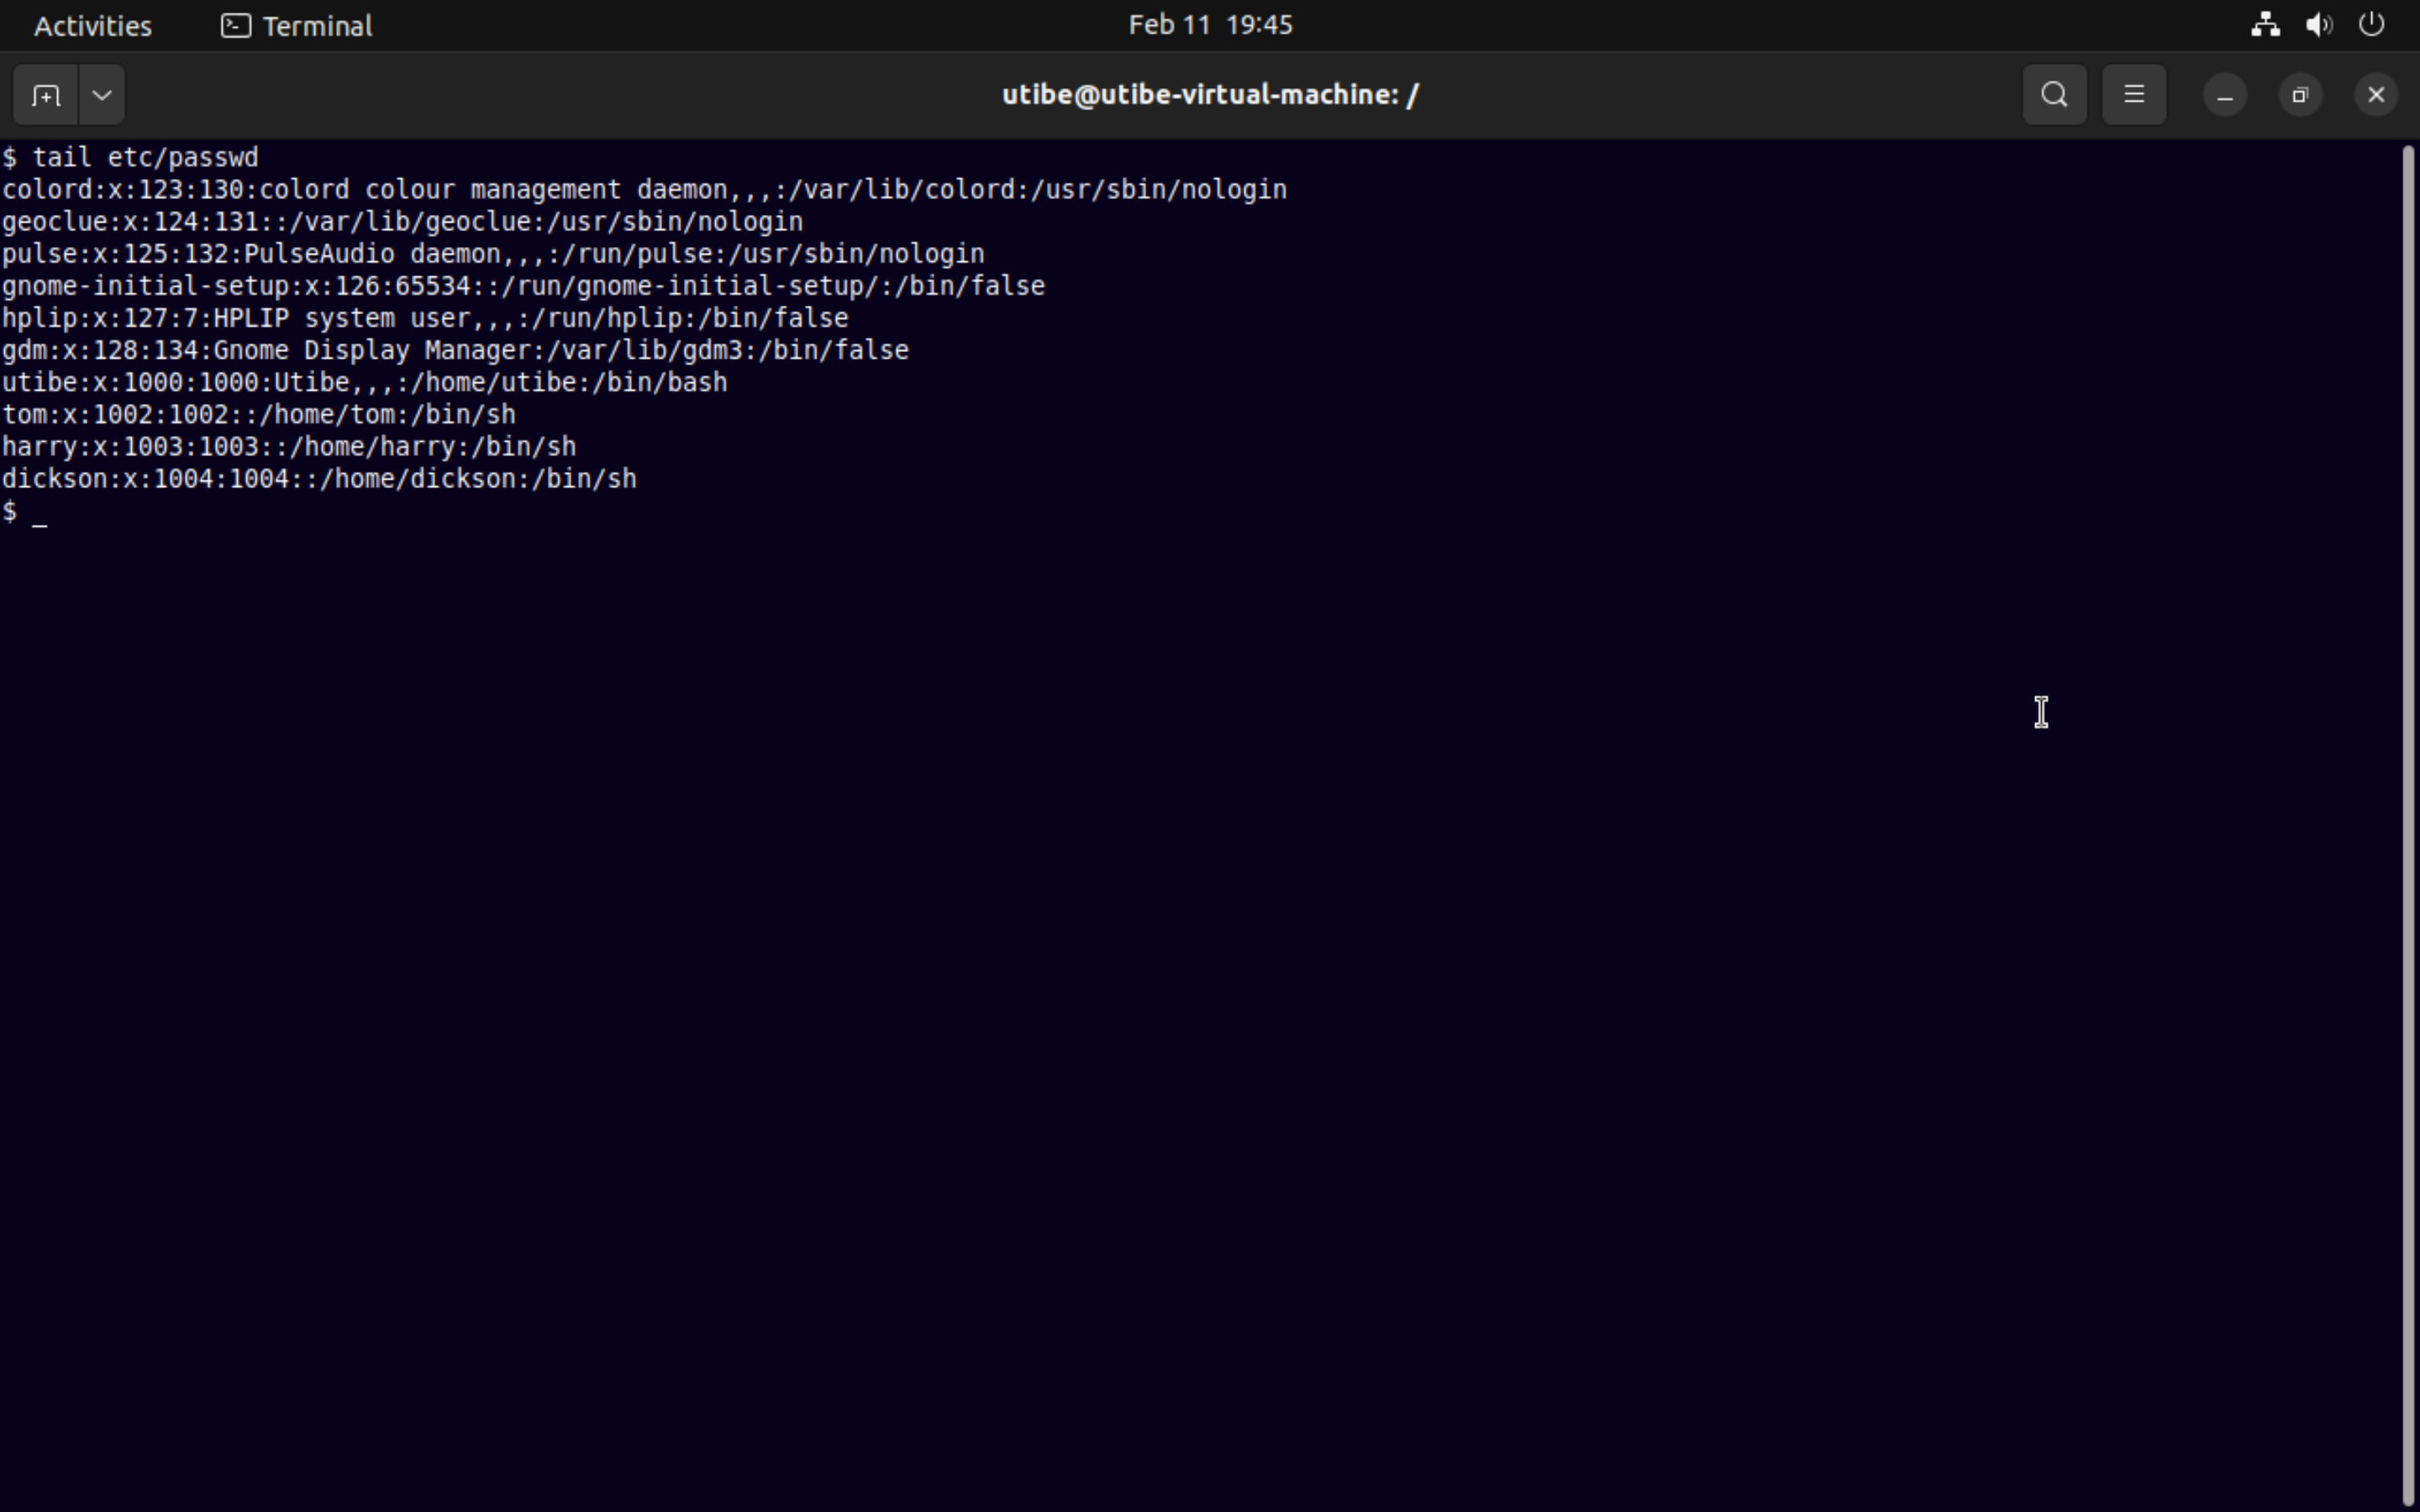 Activities Terminal Feb 11 19:45
utibe@utibe-virtual-machine: /
$ tail etc/passwd
colord:x:123:130:colord colour management daemon,,,:/var/lib/colord:/usr/sbin/nologin
geoclue:x:124:131::/var/lib/geoclue:/usr/sbin/nologin
pulse:x:125:132:PulseAudio daemon,,,:/run/pulse:/usr/sbin/nologin
gnome-initial-setup:x:126:65534::/run/gnome-initial-setup/:/bin/false
hplip:x:127:7:HPLIP system user,,,:/run/hplip:/bin/false
gdm:x:128:134:Gnome Display Manager:/var/lib/gdm3:/bin/false
utibe:x:1000:1000:Utibe,,,:/home/utibe:/bin/bash
tom:x:1002:1002::/home/tom:/bin/sh
harry:x:1003:1003::/home/harry:/bin/sh
dickson:x:1004:1004::/home/dickson:/bin/sh
$ _